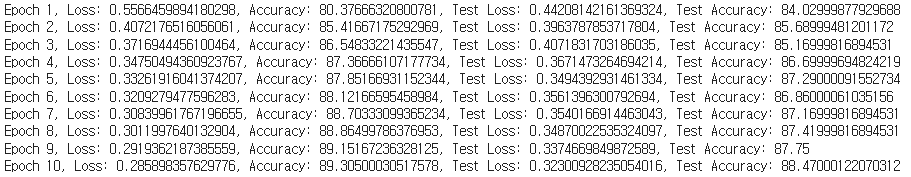 Epoch 1, Loss: 0.5566459894180298, Accuracy: 80.37666320800781, Test Loss: 0.44208142161369324, Test Accuracy: 84.02999877929688
Epoch 2, Loss: 0.4072176516056061, Accuracy: 85.41667175292969, Test Loss: 0.3963787853717804, Test Accuracy: 85.68999481201172
Epoch 3, Loss: 0.3716944456100464, Accuracy: 86.54833221435547, Test Loss: 0.4071831703186035, Test Accuracy: 85.16999816894531
Epoch 4, Loss: 0.34750494360923767, Accuracy: 87.36666107177734, Test Loss: 0.3671473264694214, Test Accuracy: 86.69999694824219
Epoch 5, Loss: 0.33261916041374207, Accuracy: 87.85166931152344, Test Loss: 0.3494392931461334, Test Accuracy: 87.29000091552734
Epoch 6, Loss: 0.3209279477596283, Accuracy: 88.12166595458984, Test Loss: 0.3561396300792694, Test Accuracy: 86.86000061035156
Epoch 7, Loss: 0.30839961767196655, Accuracy: 88.70333099365234, Test Loss: 0.3540166914463043, Test Accuracy: 87.16999816894531
Epoch 8, Loss: 0.3011997640132904, Accuracy: 88.86499786376953, Test Loss: 0.34870022535324097, Test Accuracy: 87.41999816894531
Epoch 9, Loss: 0.2919362187385559, Accuracy: 89.15167236328125, Test Loss: 0.3374669849872589, Test Accuracy: 87.75
Epoch 10, Loss: 0.285898357629776, Accuracy: 89.30500030517578, Test Loss: 0.32300928235054016, Test Accuracy: 88.47000122070312